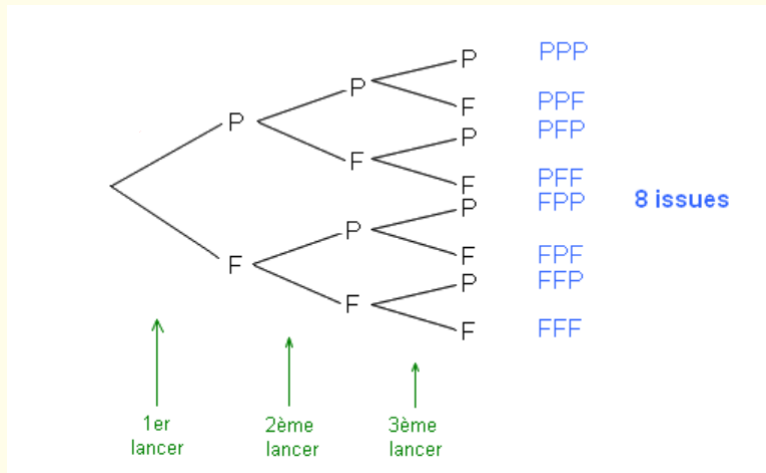 P P PPP
P F PPF
F P PFP
F PFF
P FPP 8 issues
P F FPF
F P FFP
F F FFF
1er lancer
2ème lancer
3ème lancer